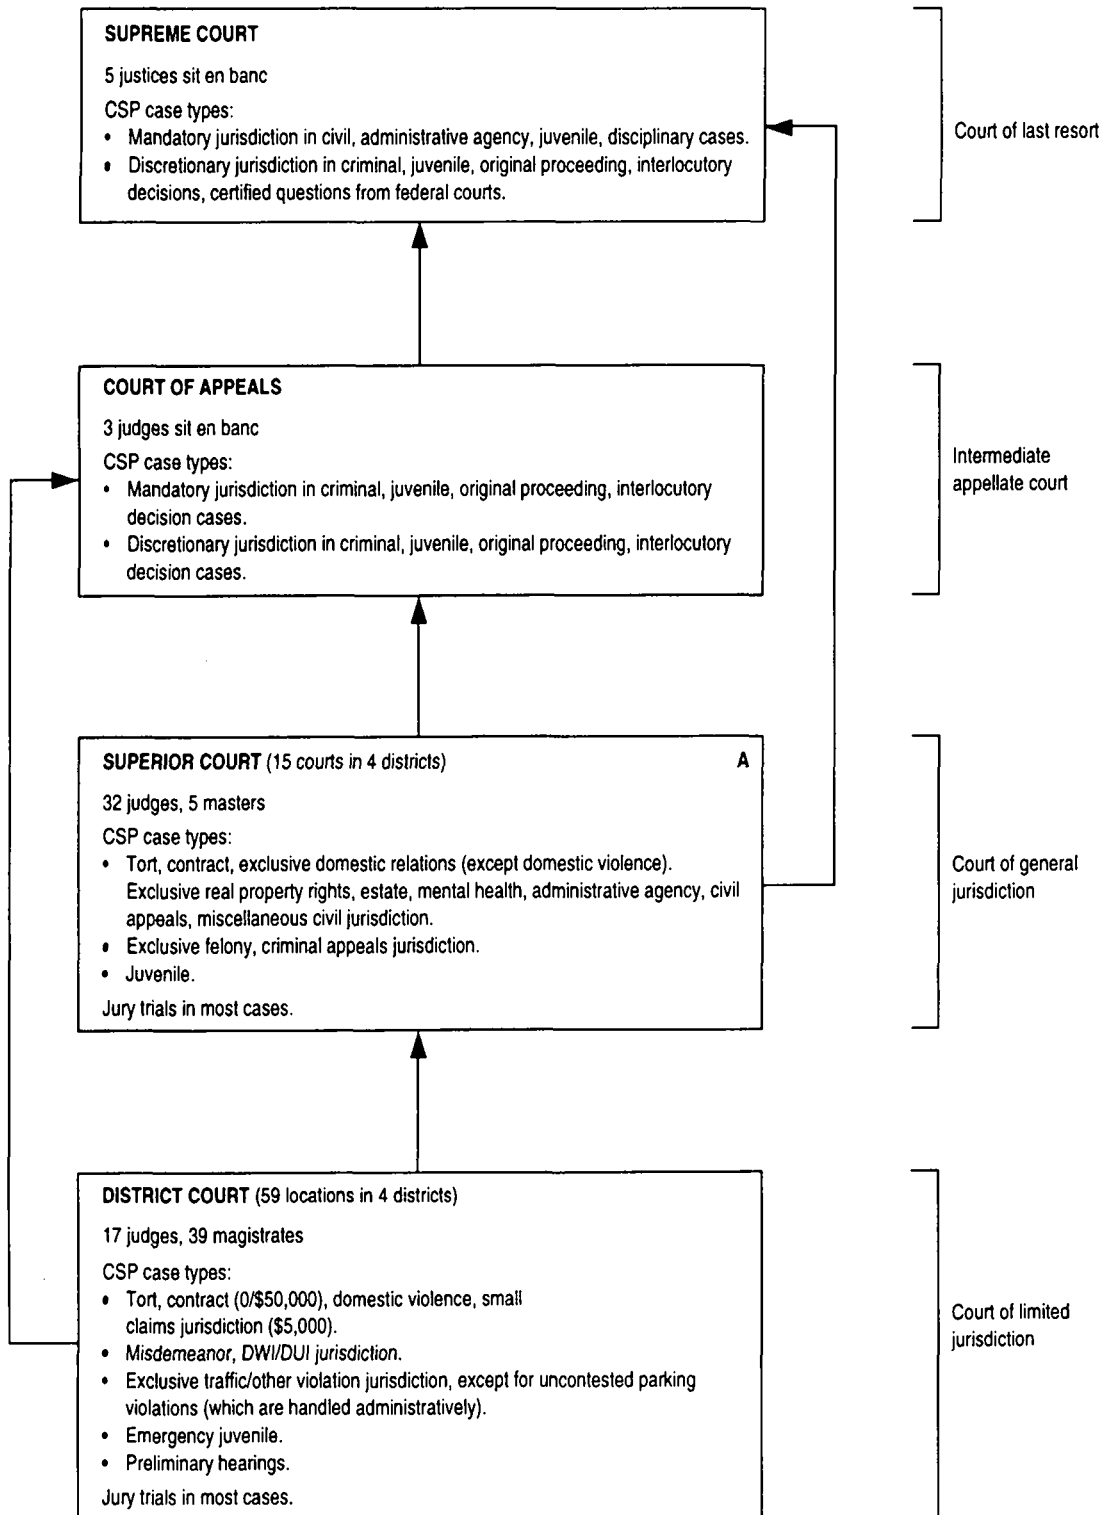 SUPREME COURT
5 justices sit en banc
CSP case types:
• Mandatory jurisdiction in civil, administrative agency, juvenile, disciplinary cases.
• Discretionary jurisdiction in criminal, juvenile, original proceeding, interlocutory
decisions, certified questions from federal courts.
Court of last resort
COURT OF APPEALS
3 judges sit en banc
CSP case types:
• Mandatory jurisdiction in criminal, juvenile, original proceeding, interlocutory
decision cases.
• Discretionary jurisdiction in criminal, juvenile, original proceeding, interlocutory
decision cases.
Intermediate
appellate court
SUPERIOR COURT (15 courts in 4 districts) A
32 judges, 5 masters
CSP case types:
• Tort, contract, exclusive domestic relations (except domestic violence).
Exclusive real property rights, estate, mental health, administrative agency, civil
appeals, miscellaneous civil jurisdiction.
• Exclusive felony, criminal appeals jurisdiction.
• Juvenile.
Jury trials in most cases.
Court of general
jurisdiction
DISTRICT COURT (59 locations in 4 districts)
17 judges, 39 magistrates
CSP case types:
• Tort, contract (0/$50,000), domestic violence, small
claims jurisdiction ($5,000).
• Misdemeanor, DWI/DUI jurisdiction.
• Exclusive traffic/other violation jurisdiction, except for uncontested parking
violations (which are handled administratively).
• Emergency juvenile.
• Preliminary hearings.
Jury trials in most cases.
Court of limited
jurisdiction